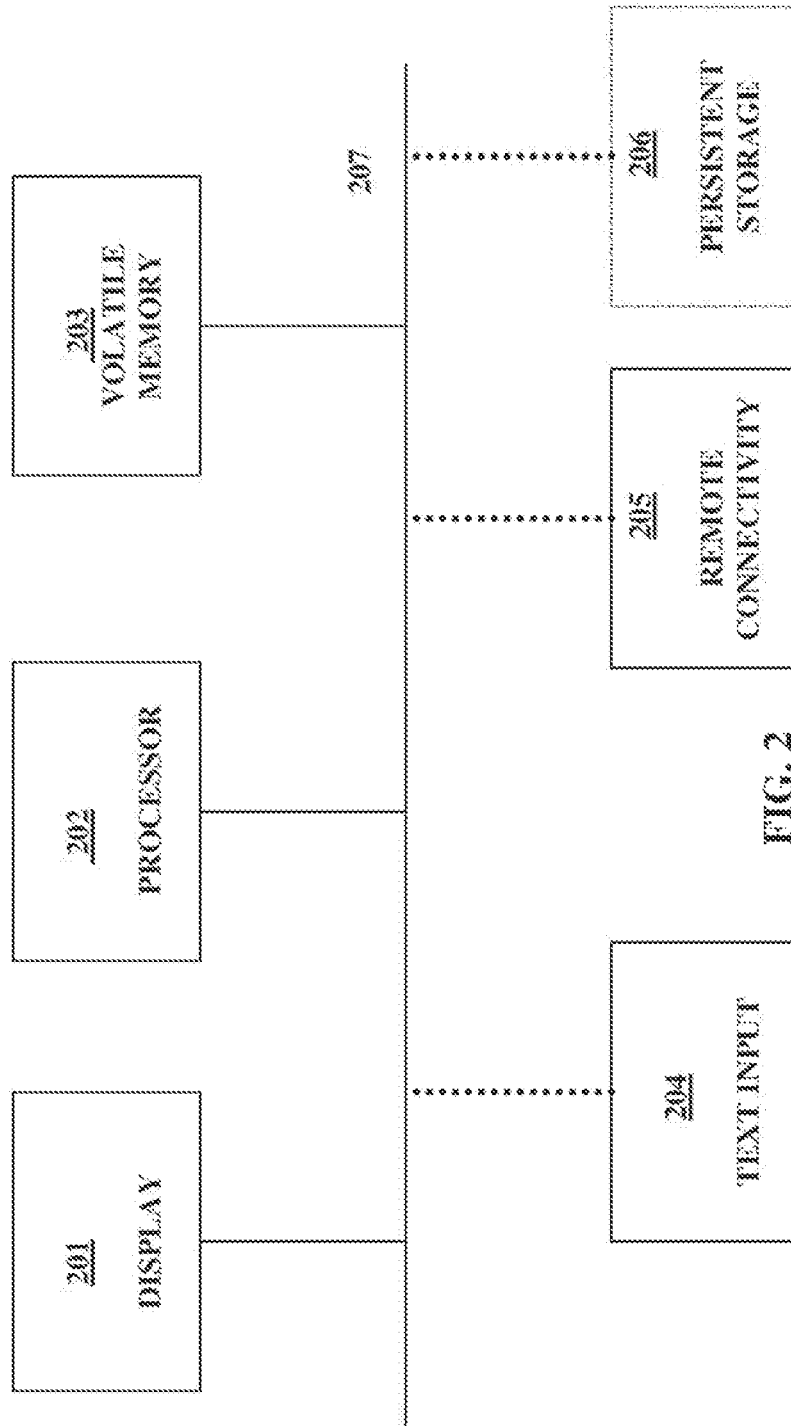 201
DISPLAY
202
PROCESSOR
203
VOLATILE
MEMORY
207
204
TEXT INPUT
205
REMOTE
CONNECTIVITY
206
PERSISTENT
STORAGE
FIG. 2